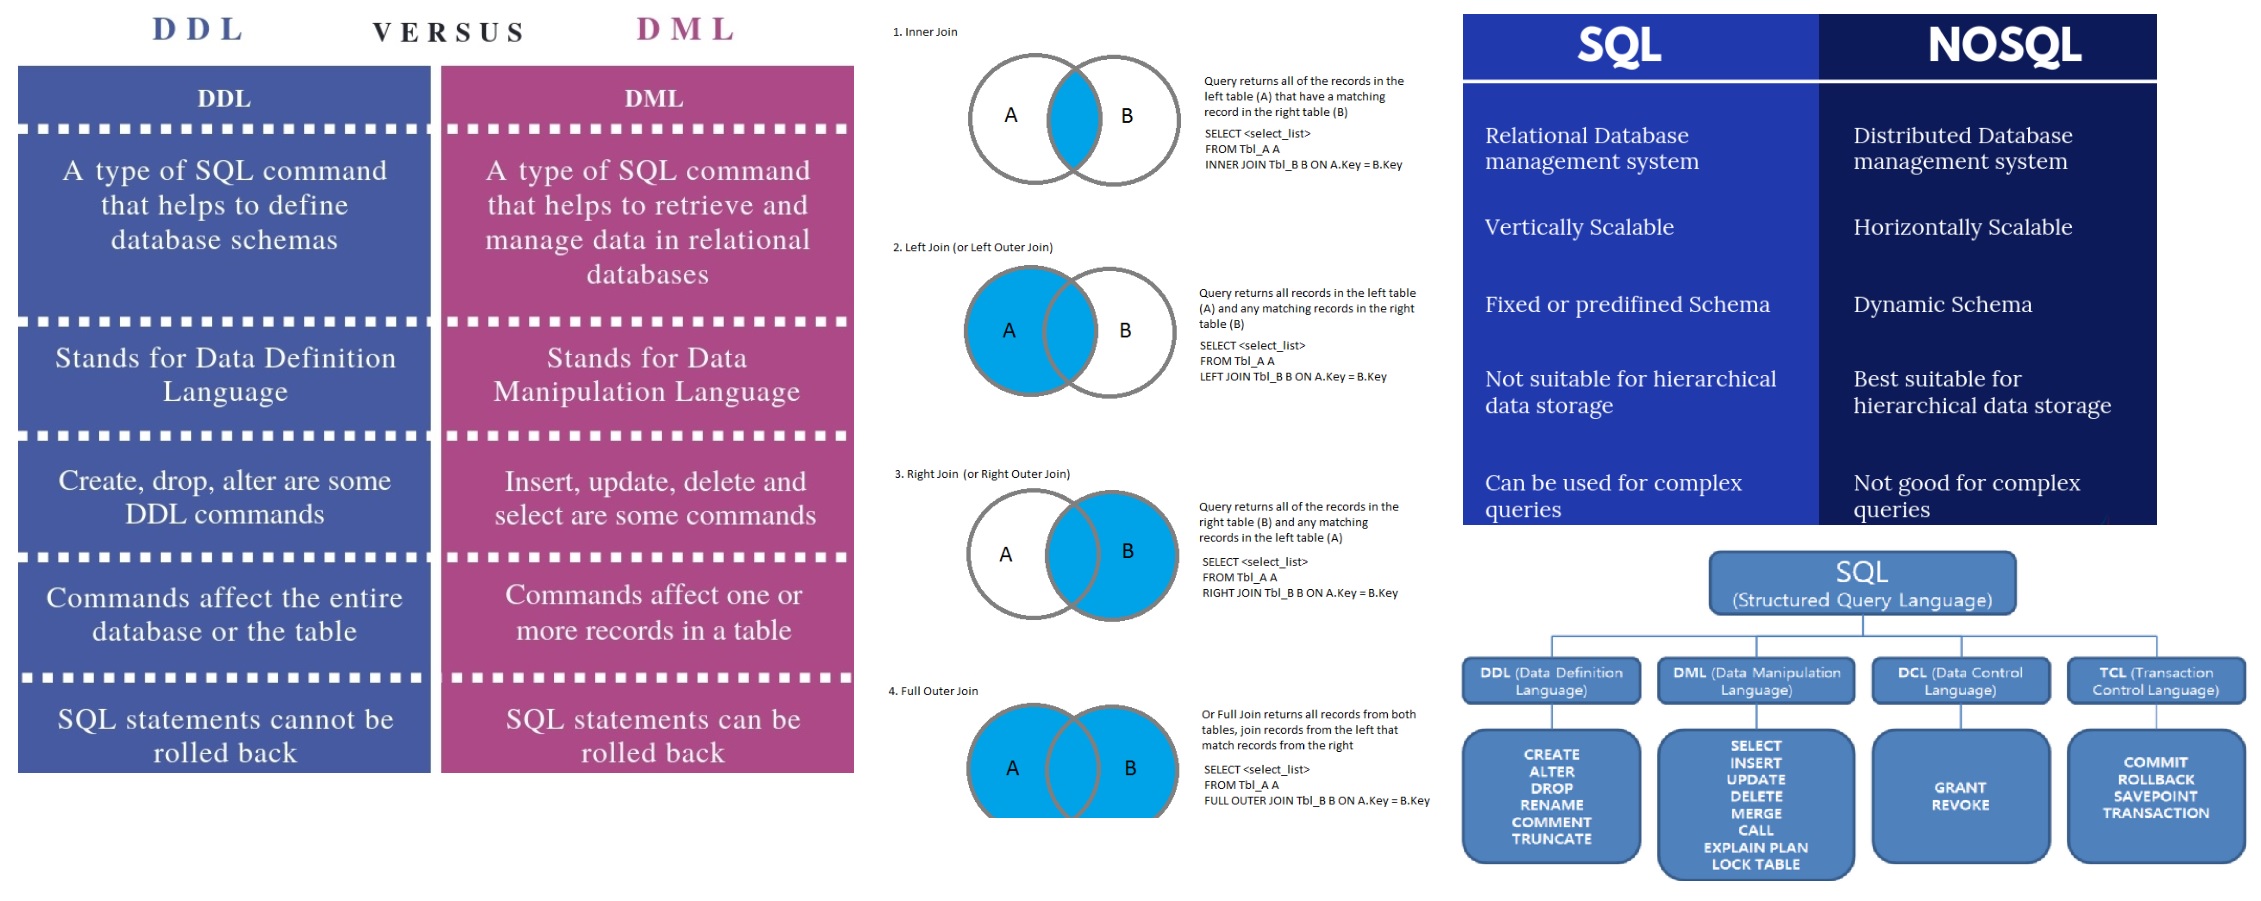 DDL VERSUS DML
DDL
A type of SQL command
that helps to define
database schemas
Stands for Data Definition
Language
Create, drop, alter are some
DDL commands
Commands affect the entire
database or the table
SQL statements cannot be
rolled back
DML
A type of SQL command
that helps to retrieve and
manage data in relational
databases
Stands for Data
Manipulation Language
Insert, update, delete and
select are some commands
Commands affect one or
more records in a table
SQL statements can be
rolled back
1. Inner Join
A
B
Query returns all of the records in the
left table (A) that have a matching
record in the right table (B)
SELECT <select_list>
FROM Tbl_A A
INNER JOIN Tbl_B B ON A.Key = B.Key
2. Left Join (or Left Outer Join)
A
B
Query returns all records in the left table
(A) and any matching records in the right
table (B)
SELECT <select_list>
FROM Tbl_A A
LEFT JOIN Tbl_B B ON A.Key = B.Key
3. Right Join (or Right Outer Join)
A
B
Query returns all of the records in the
right table (B) and any matching
records in the left table (A)
SELECT <select_list>
FROM Tbl_A A
RIGHT JOIN Tbl_B B ON A.Key = B.Key
4. Full Outer Join
A
B
Or Full Join returns all records from both
tables, join records from the left that
match records from the right
SELECT <select_list>
FROM Tbl_A A
FULL OUTER JOIN Tbl_B B ON A.Key = B.Key
SQL
Relational Database
management system
Vertically Scalable
Fixed or predifined Schema
Not suitable for hierarchical
data storage
Can be used for complex
queries
NOSQL
Distributed Database
management system
Horizontally Scalable
Dynamic Schema
Best suitable for
hierarchical data storage
Not good for complex
queries
SQL
(Structured Query Language)
DDL (Data Definition
Language)
CREATE
ALTER
DROP
RENAME
COMMENT
TRUNCATE
DML (Data Manipulation
Language)
SELECT
INSERT
UPDATE
DELETE
MERGE
CALL
EXPLAIN PLAN
LOCK TABLE
DCL (Data Control
Language)
GRANT
REVOKE
TCL (Transaction
Control Language)
COMMIT
ROLLBACK
SAVEPOINT
TRANSACTION